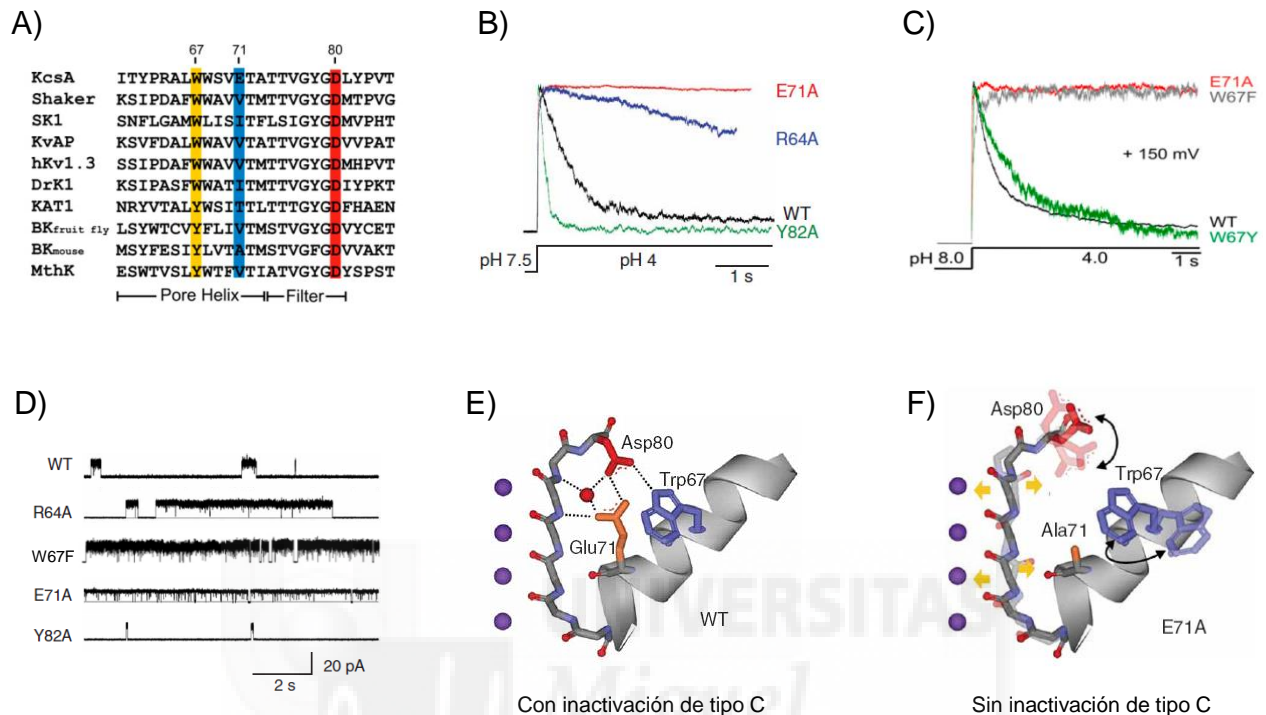 A)
67 71 80
KcsA ITYPRALWWSVETATTVGYGDLYPVT
Shaker KSIPDAFWWAVVTMTTVGYGDMTPVG
SK1 SNFLGAMWLISITFLSIGYGDMVPHT
KvAP KSVFDALWWAVVTATTVGYGDVVPAT
hKv1.3 SSIPDAFWWAVVTMTTVGYGDMHPVT
DrK1 KSIPASFWWATITMTTVGYGDIYPKT
KAT1 NRYVTALYWSITTLTTTGYGDFHAEN
BKfruit fly LSYWTCVYFLIVTMSTVGYGDVYCET
BKmouse MSYFESIYLVTATMSTVGFGDVVAKT
MthK ESWTVSLYWTFVTIATVGYGDYSPST
Pore Helix Filter
B)
E71A
R64A
WT
Y82A
pH 7.5 pH 4
1 s
C)
E71A
W67F
+ 150 mV
WT
W67Y
pH 8.0 4.0 1 s
D)
WT
R64A
W67F
E71A
Y82A
20 pA
2 s
E)
Asp80
Trp67
Glu71
WT
Con inactivación de tipo C
F)
Asp80
Trp67
Ala71
E71A
Sin inactivación de tipo C
UNIVERSITAS
Miguel